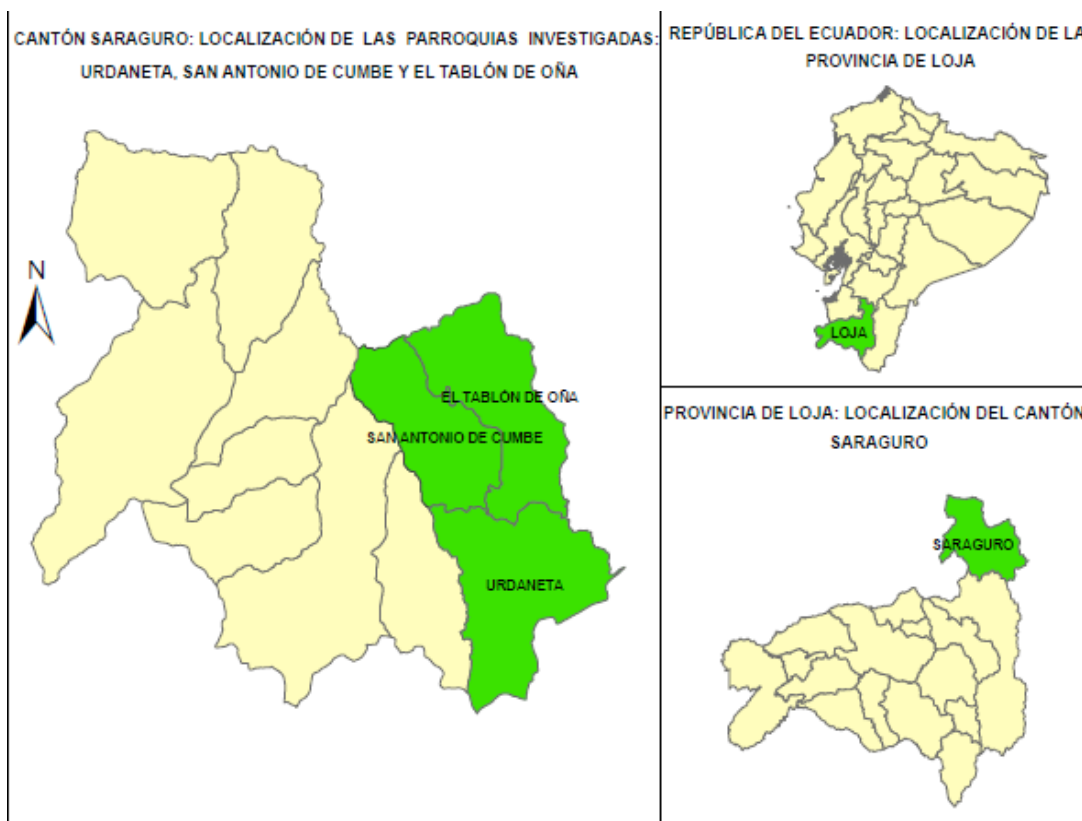 CANTÓN SARAGURO: LOCALIZACIÓN DE LAS PARROQUIAS INVESTIGADAS:
URDANETA, SAN ANTONIO DE CUMBE Y EL TABLÓN DE OÑA
N
EL TABLÓN DE OÑA
SAN ANTONIO DE CUMBE
URDANETA
REPÚBLICA DEL ECUADOR: LOCALIZACIÓN DE LA
PROVINCIA DE LOJA
LOJA
PROVINCIA DE LOJA: LOCALIZACIÓN DEL CANTÓN
SARAGURO
SARAGURO